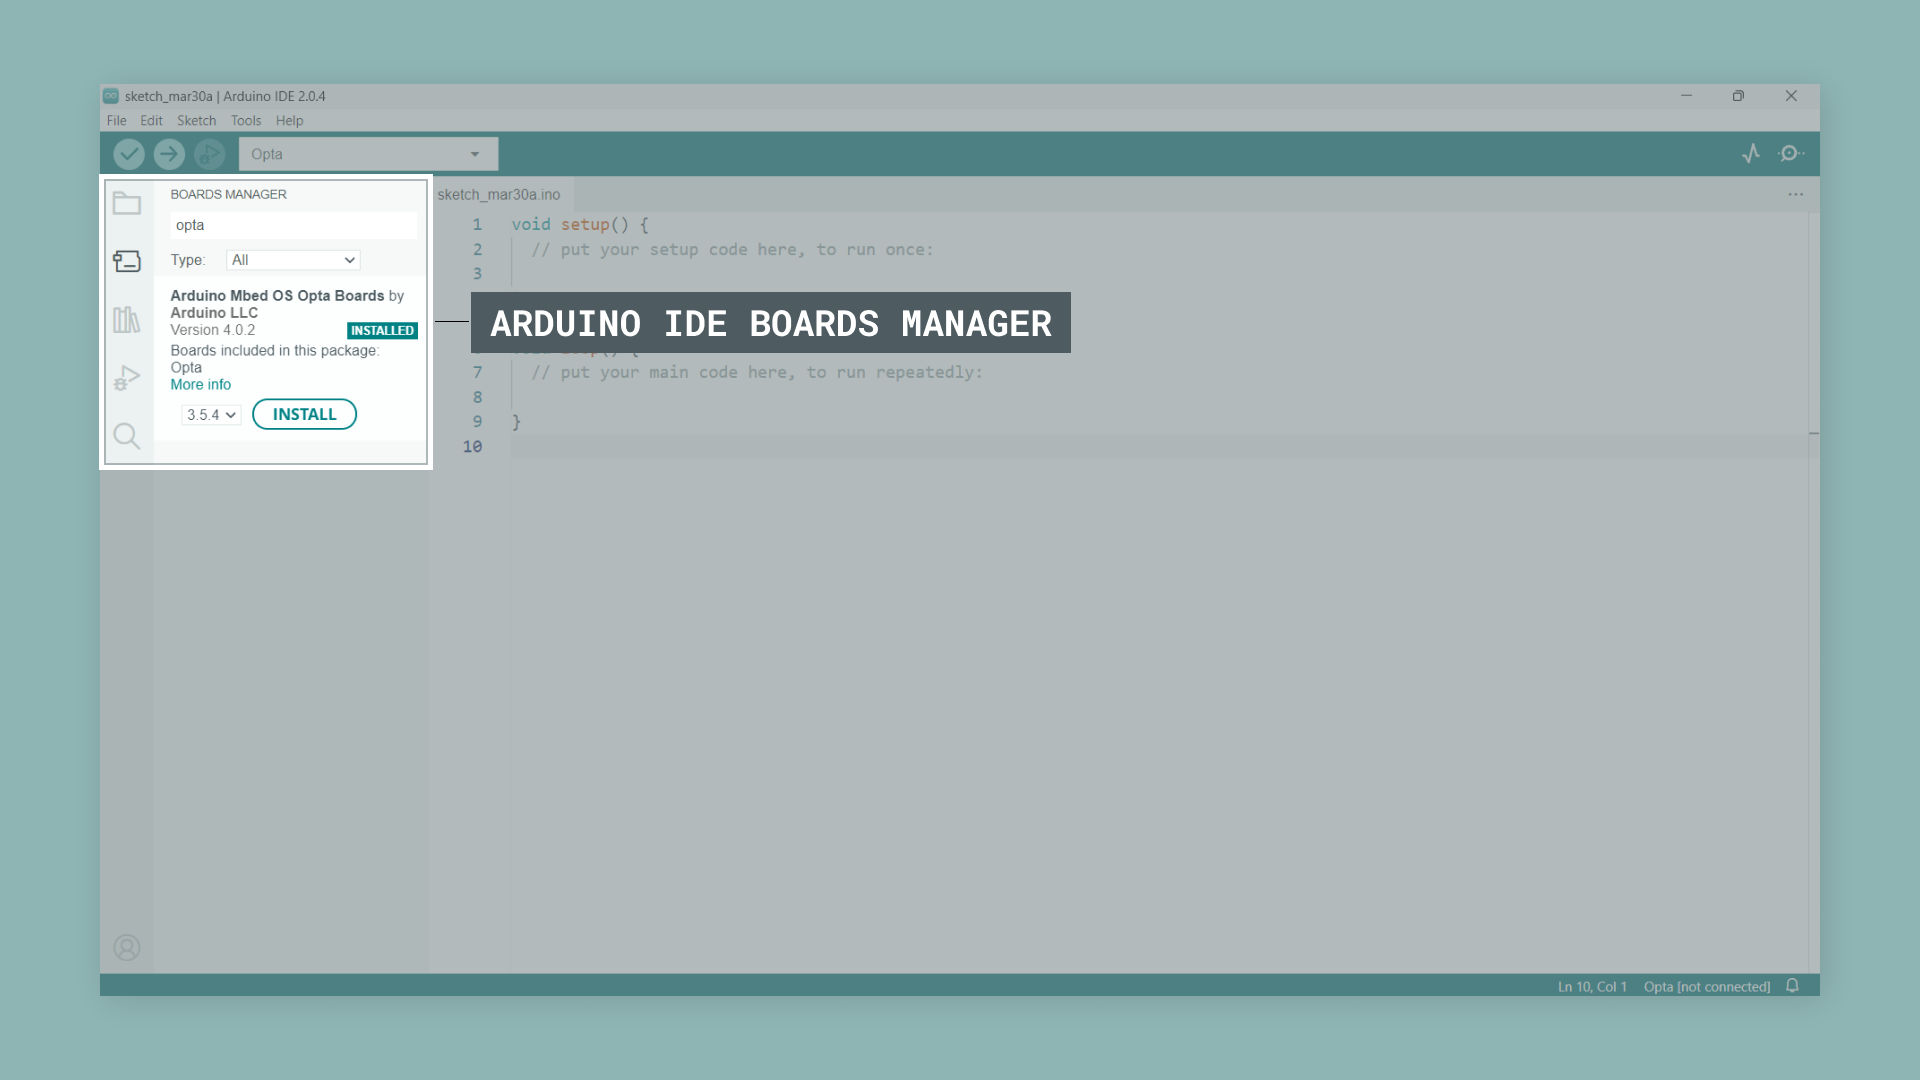 sketch_mar30a | Arduino IDE 2.0.4
File Edit Sketch Tools Help
Opta
BOARDS MANAGER
opta
Type: All
Arduino Mbed OS Opta Boards by
Arduino LLC
Version 4.0.2 INSTALLED
Boards included in this package:
Opta
More info
3.5.4 INSTALL
sketch_mar30a.ino
1 void setup() {
2 // put your setup code here, to run once:
3
ARDUINO IDE BOARDS MANAGER
7 // put your main code here, to run repeatedly:
8
9 }
10
Ln 10, Col 1 Opta [not connected]